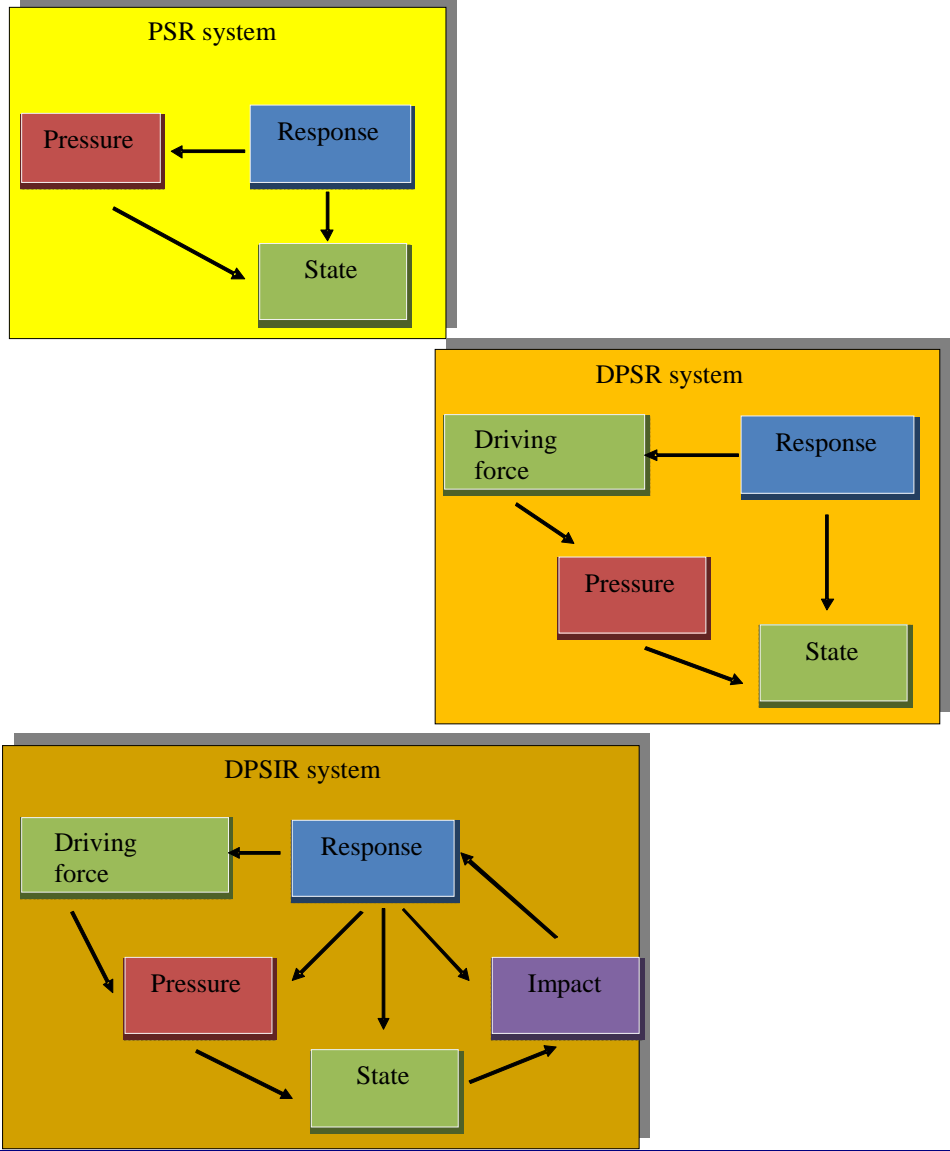 PSR system
Pressure
Response
State
DPSR system
Driving
force
Response
Pressure
State
DPSIR system
Driving
force
Response
Pressure
Impact
State